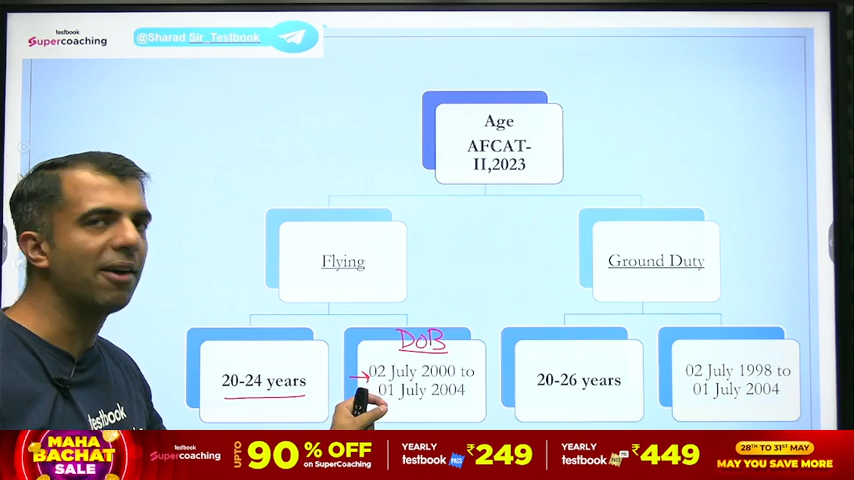 testbook
Supercoaching
@Sharad Sir_Testbook
Age
AFCAT-
II,2023
Flying
Ground Duty
DOB
20-24 years
02 July 2000 to
01 July 2004
20-26 years
02 July 1998 to
01 July 2004
testbook
MAHA
BACHAT
SALE
testbook
Supercoaching
UPTO
90% OFF
on SuperCoaching
YEARLY
testbook PASS
₹249
YEARLY
testbook
₹449
28TH TO 31ST MAY
MAY YOU SAVE MORE